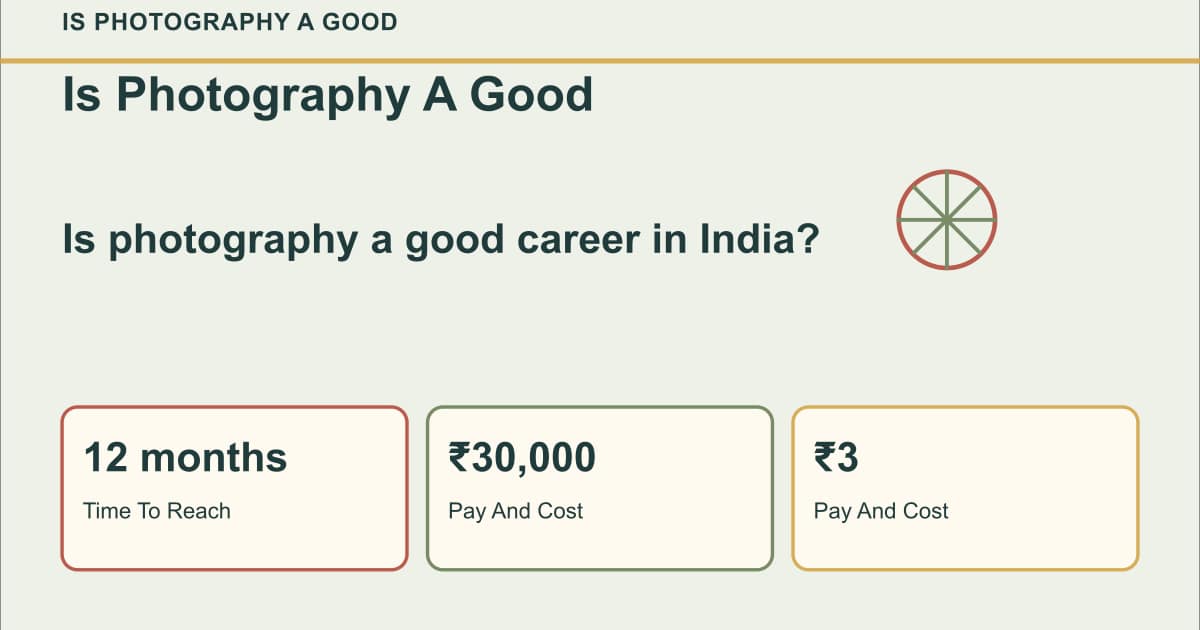 IS PHOTOGRAPHY A GOOD
Is Photography A Good
Is photography a good career in India?
12 months
Time To Reach
₹30,000
Pay And Cost
₹3
Pay And Cost